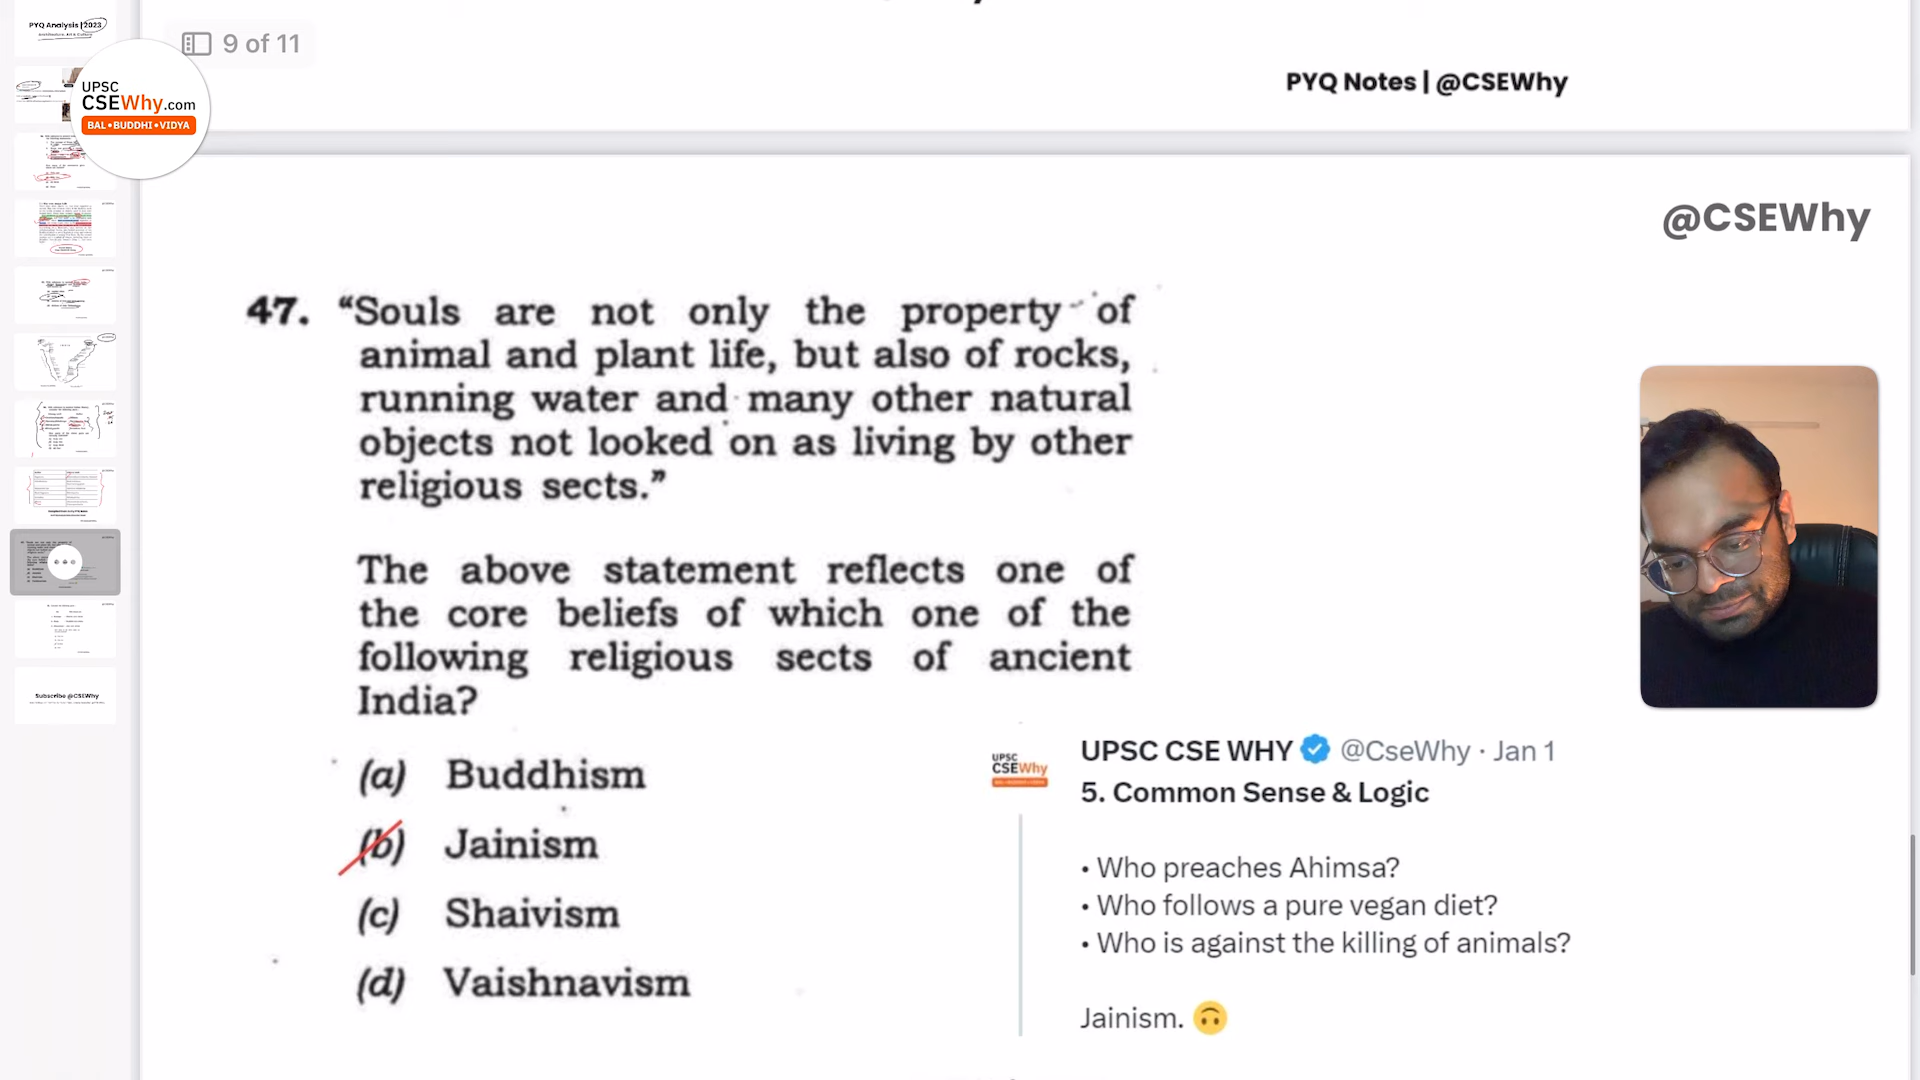 PYQ Analysis | 2023
9 of 11
UPSC
CSEWhy.com
BAL • BUDDHI • VIDYA
PYQ Notes | @CSEWhy
@CSEWhy
47. “Souls are not only the property of
animal and plant life, but also of rocks,
running water and many other natural
objects not looked on as living by other
religious sects.”
The above statement reflects one of
the core beliefs of which one of the
following religious sects of ancient
India?
(a) Buddhism
(b) Jainism
(c) Shaivism
(d) Vaishnavism
UPSC
CSEWhy
UPSC CSE WHY @CseWhy · Jan 1
5. Common Sense & Logic
• Who preaches Ahimsa?
• Who follows a pure vegan diet?
• Who is against the killing of animals?
Jainism. 🙃
Subscribe @CSEWhy